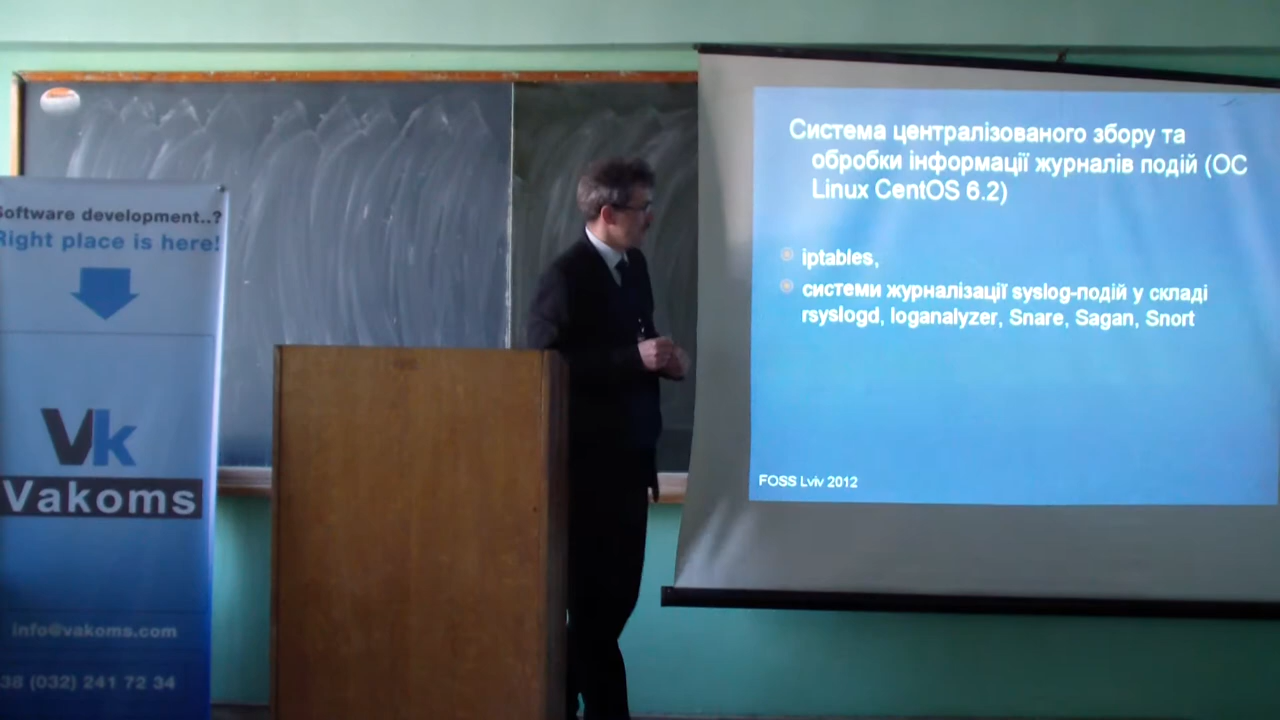 Software development..?
Right place is here!
Vk
Vakoms
info@vakoms.com
38 (032) 241 72 34
Система централізованого збору та
обробки інформації журналів подій (ОС
Linux CentOS 6.2)
iptables,
системи журналізації syslog-подій у складі
rsyslogd, loganalyzer, Snare, Sagan, Snort
FOSS Lviv 2012